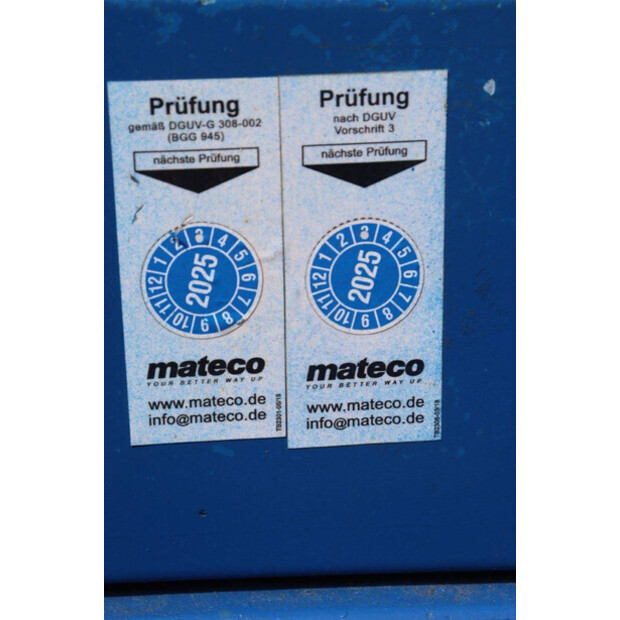 Prüfung
gemäß DGUV-G 308-002
(BGG 945)
nächste Prüfung
1 2 3 4 5 6 7 8 9 10 11 12
2025
mateco
YOUR BETTER WAY UP
www.mateco.de
info@mateco.de
Prüfung
nach DGUV
Vorschrift 3
nächste Prüfung
1 2 3 4 5 6 7 8 9 10 11 12
2025
mateco
YOUR BETTER WAY UP
www.mateco.de
info@mateco.de